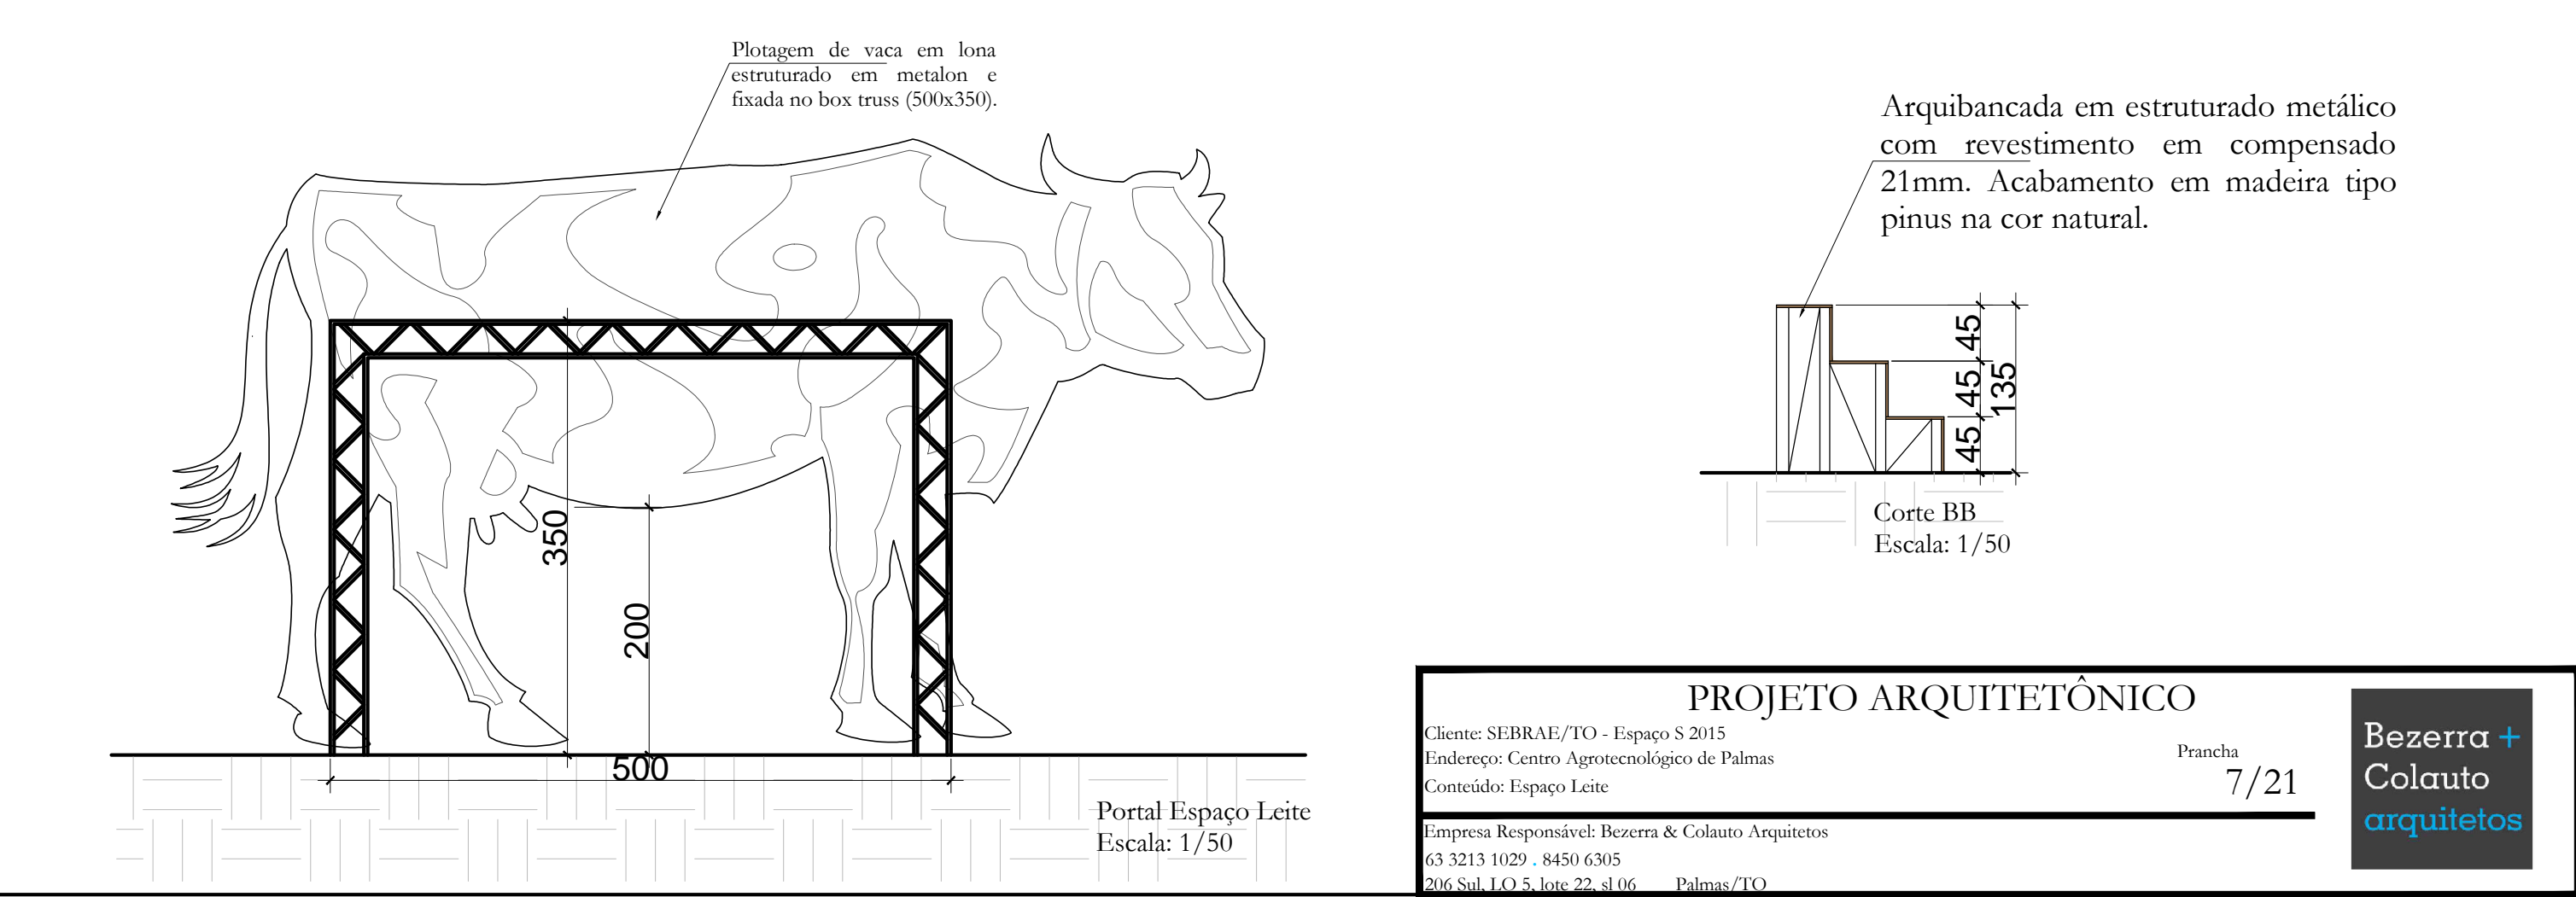 Plotagem de vaca em lona
estruturado em metalon e
fixada no box truss (500x350).
350
200
500
Portal Espaço Leite
Escala: 1/50
Arquibancada em estruturado metálico
com revestimento em compensado
21mm. Acabamento em madeira tipo
pinus na cor natural.
45
45
45
135
Corte BB
Escala: 1/50
PROJETO ARQUITETÔNICO
Cliente: SEBRAE/TO - Espaço S 2015
Endereço: Centro Agrotecnológico de Palmas
Conteúdo: Espaço Leite
Prancha
7/21
Empresa Responsável: Bezerra & Colauto Arquitetos
63 3213 1029 . 8450 6305
206 Sul, LO 5, lote 22, sl 06 Palmas/TO
Bezerra +
Colauto
arquitetos